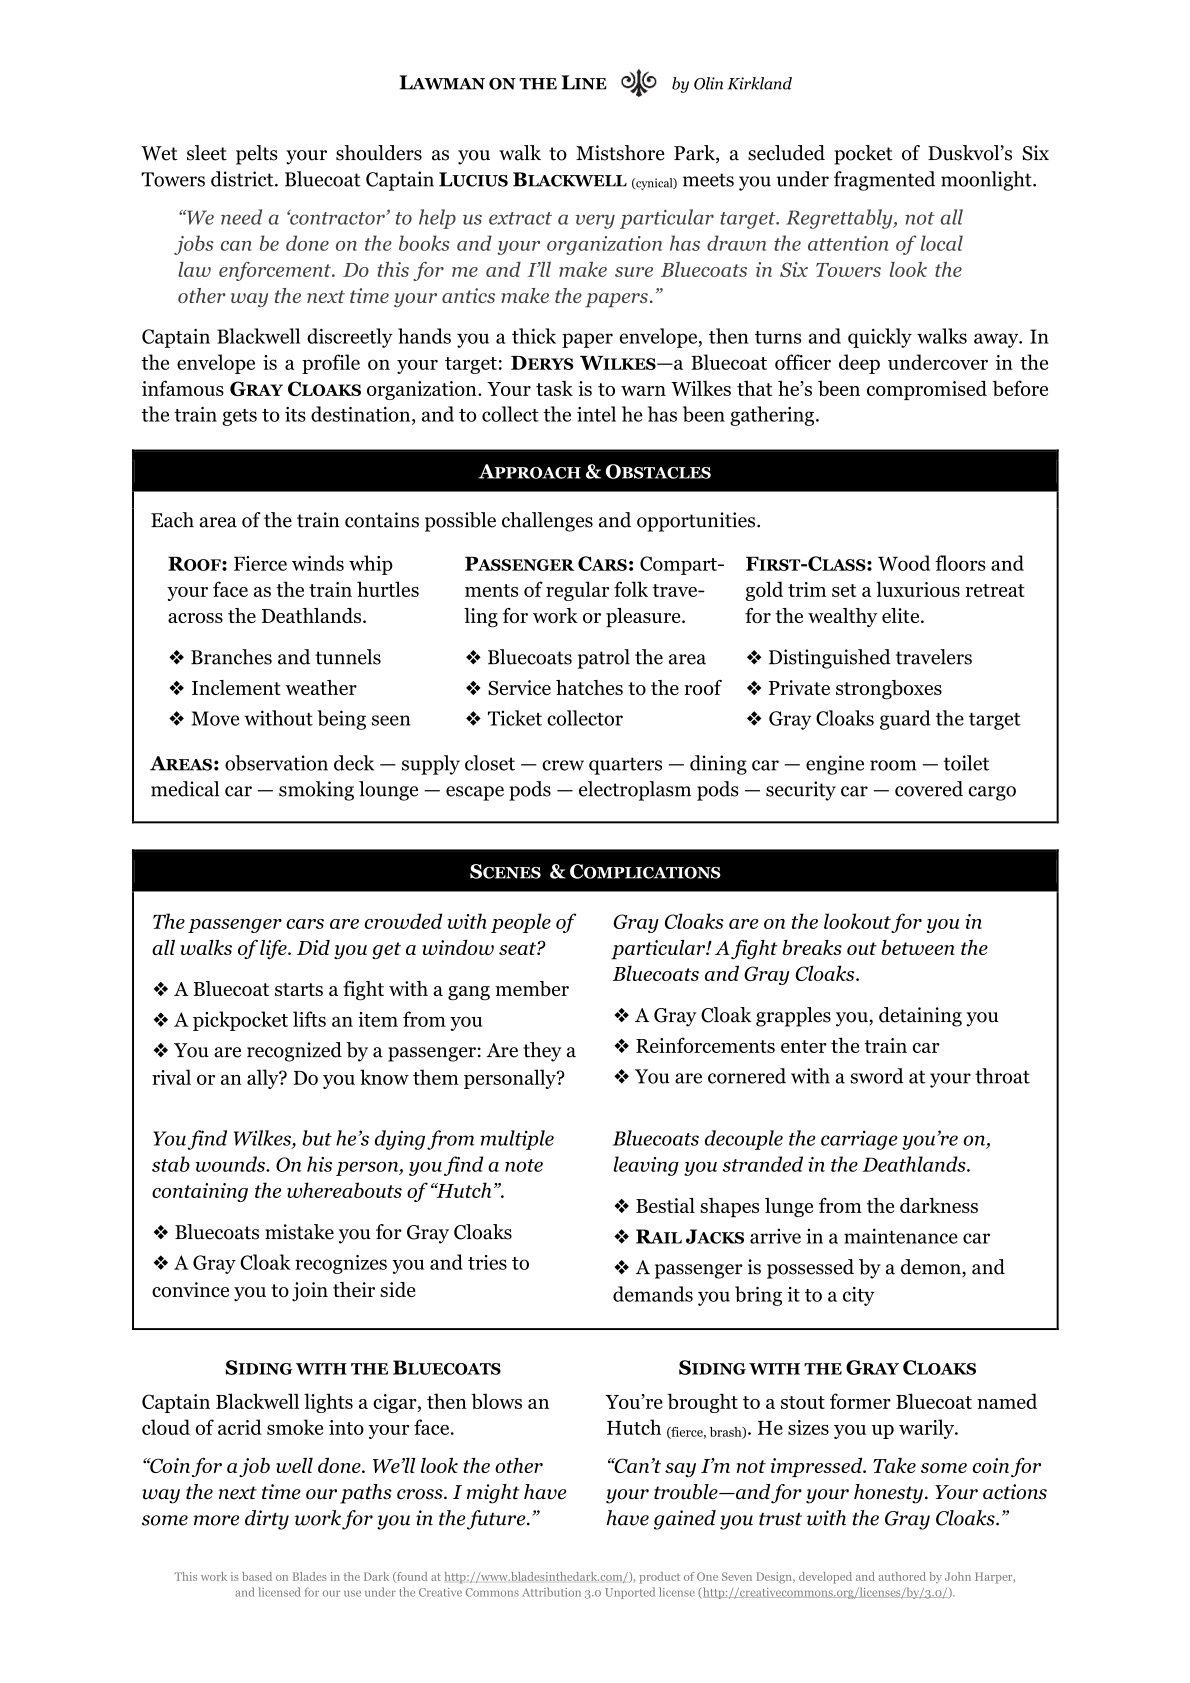 LAWMAN ON THE LINE by Olin Kirkland
Wet sleet pelts your shoulders as you walk to Mistshore Park, a secluded pocket of Duskvol’s Six
Towers district. Bluecoat Captain LUCIUS BLACKWELL (cynical) meets you under fragmented moonlight.
“We need a ‘contractor’ to help us extract a very particular target. Regrettably, not all
jobs can be done on the books and your organization has drawn the attention of local
law enforcement. Do this for me and I’ll make sure Bluecoats in Six Towers look the
other way the next time your antics make the papers.”
Captain Blackwell discreetly hands you a thick paper envelope, then turns and quickly walks away. In
the envelope is a profile on your target: DERYS WILKES—a Bluecoat officer deep undercover in the
infamous GRAY CLOAKS organization. Your task is to warn Wilkes that he’s been compromised before
the train gets to its destination, and to collect the intel he has been gathering.
APPROACH & OBSTACLES
Each area of the train contains possible challenges and opportunities.
ROOF: Fierce winds whip
your face as the train hurtles
across the Deathlands.
❖ Branches and tunnels
❖ Inclement weather
❖ Move without being seen
PASSENGER CARS: Compart-
ments of regular folk trave-
ling for work or pleasure.
❖ Bluecoats patrol the area
❖ Service hatches to the roof
❖ Ticket collector
FIRST-CLASS: Wood floors and
gold trim set a luxurious retreat
for the wealthy elite.
❖ Distinguished travelers
❖ Private strongboxes
❖ Gray Cloaks guard the target
AREAS: observation deck — supply closet — crew quarters — dining car — engine room — toilet
medical car — smoking lounge — escape pods — electroplasm pods — security car — covered cargo
SCENES & COMPLICATIONS
The passenger cars are crowded with people of
all walks of life. Did you get a window seat?
❖ A Bluecoat starts a fight with a gang member
❖ A pickpocket lifts an item from you
❖ You are recognized by a passenger: Are they a
rival or an ally? Do you know them personally?
Gray Cloaks are on the lookout for you in
particular! A fight breaks out between the
Bluecoats and Gray Cloaks.
❖ A Gray Cloak grapples you, detaining you
❖ Reinforcements enter the train car
❖ You are cornered with a sword at your throat
You find Wilkes, but he’s dying from multiple
stab wounds. On his person, you find a note
containing the whereabouts of “Hutch”.
❖ Bluecoats mistake you for Gray Cloaks
❖ A Gray Cloak recognizes you and tries to
convince you to join their side
Bluecoats decouple the carriage you’re on,
leaving you stranded in the Deathlands.
❖ Bestial shapes lunge from the darkness
❖ RAIL JACKS arrive in a maintenance car
❖ A passenger is possessed by a demon, and
demands you bring it to a city
SIDING WITH THE BLUECOATS
Captain Blackwell lights a cigar, then blows an
cloud of acrid smoke into your face.
“Coin for a job well done. We’ll look the other
way the next time our paths cross. I might have
some more dirty work for you in the future.”
SIDING WITH THE GRAY CLOAKS
You’re brought to a stout former Bluecoat named
Hutch (fierce, brash). He sizes you up warily.
“Can’t say I’m not impressed. Take some coin for
your trouble—and for your honesty. Your actions
have gained you trust with the Gray Cloaks.”
This work is based on Blades in the Dark (found at http://www.bladesinthedark.com/), product of One Seven Design, developed and authored by John Harper,
and licensed for our use under the Creative Commons Attribution 3.0 Unported license (http://creativecommons.org/licenses/by/3.0/).